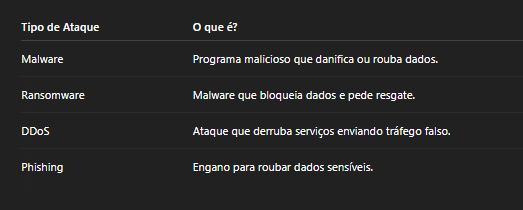 Tipo de Ataque O que é?
Malware Programa malicioso que danifica ou rouba dados.
Ransomware Malware que bloqueia dados e pede resgate.
DDoS Ataque que derruba serviços enviando tráfego falso.
Phishing Engano para roubar dados sensíveis.